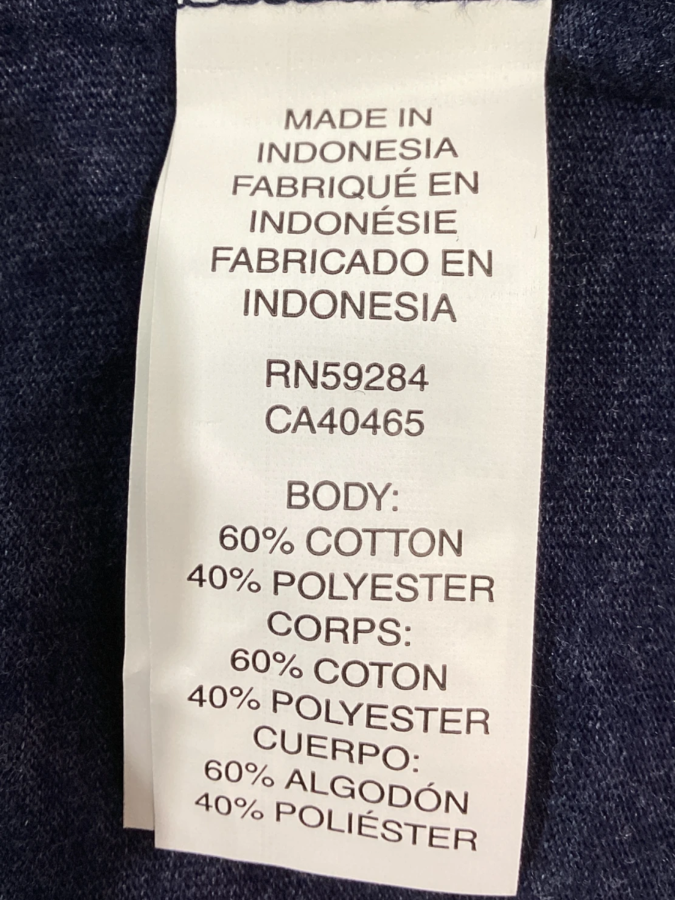 MADE IN
INDONESIA
FABRIQUÉ EN
INDONÉSIE
FABRICADO EN
INDONESIA
RN59284
CA40465
BODY:
60% COTTON
40% POLYESTER
CORPS:
60% COTON
40% POLYESTER
CUERPO:
60% ALGODÓN
40% POLIÉSTER